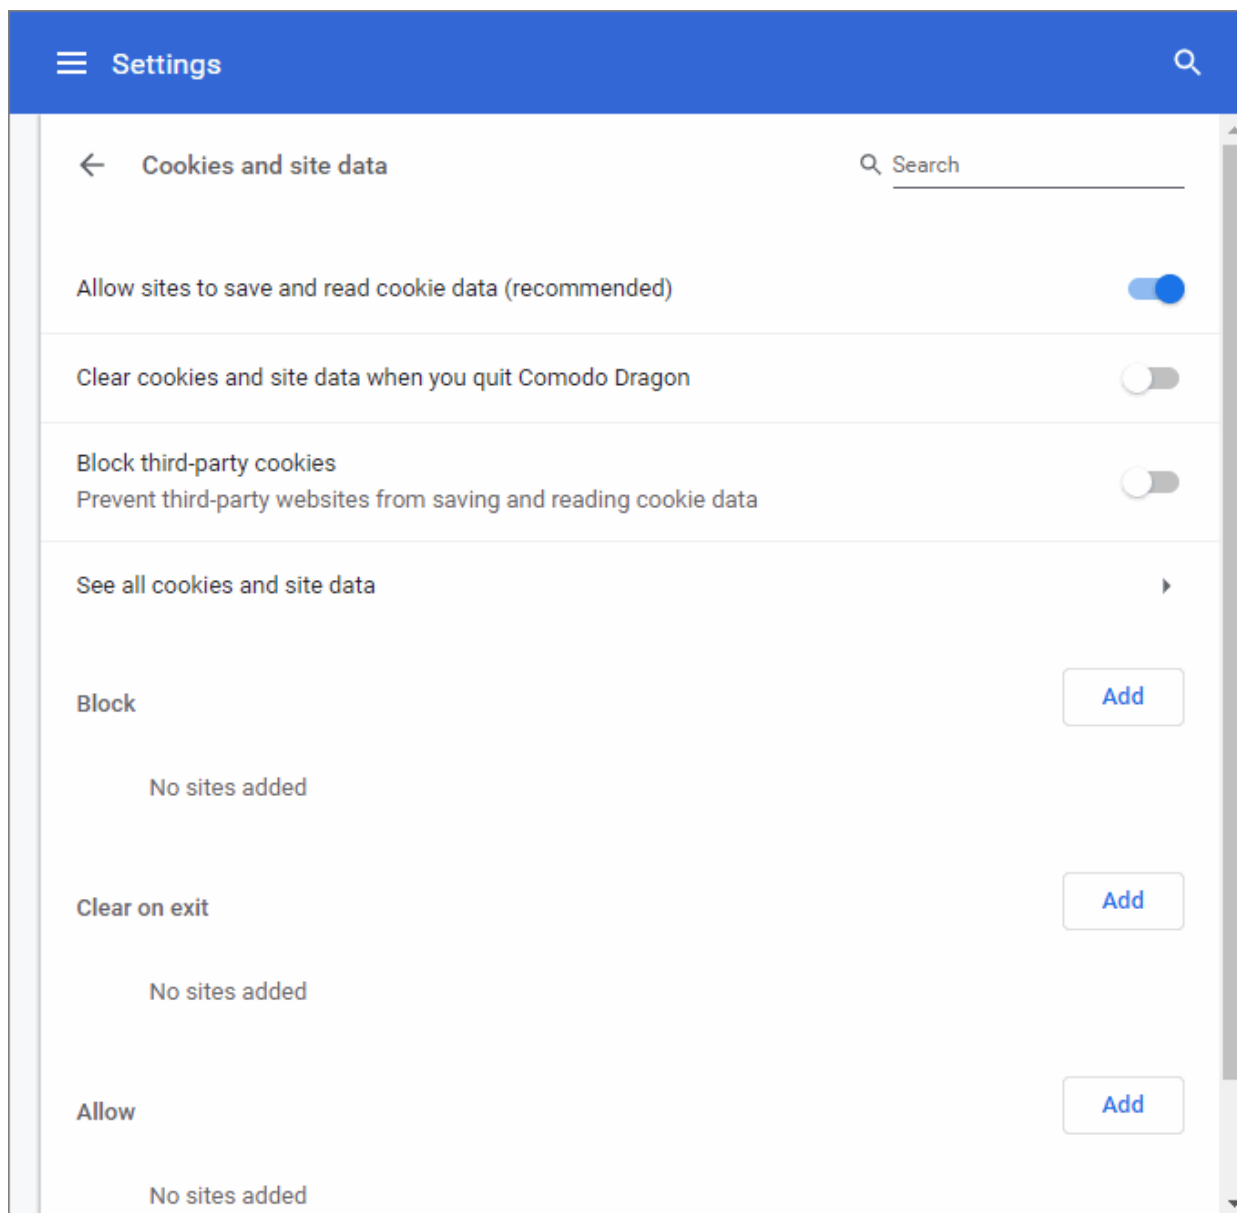 Settings
Cookies and site data
Search
Allow sites to save and read cookie data (recommended)
Clear cookies and site data when you quit Comodo Dragon
Block third-party cookies
Prevent third-party websites from saving and reading cookie data
See all cookies and site data
Block
Add
No sites added
Clear on exit
Add
No sites added
Allow
Add
No sites added